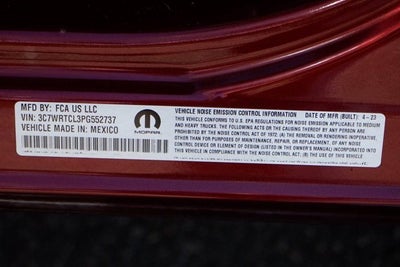 MFD BY: FCA US LLC
VIN: 3C7WRTCL3PG552737
VEHICLE MADE IN: MEXICO
MOPAR
VEHICLE NOISE EMISSION CONTROL INFORMATION DATE OF MFR (BUILT) 4 - 23
THIS VEHICLE CONFORMS TO U.S. EPA REGULATIONS FOR NOISE EMISSION APPLICABLE TO MEDIUM
AND HEAVY TRUCKS. THE FOLLOWING ACTS OR THE CAUSING THEREOF BY ANY PERSON
ARE PROHIBITED BY THE NOISE CONTROL ACT OF 1972. (A) THE REMOVAL OR RENDERING INOPERATIVE,
OTHER THAN FOR PURPOSES OF MAINTENANCE, REPAIR, OR REPLACEMENT, OF ANY NOISE
CONTROL DEVICE OR ELEMENT OF DESIGN (LISTED IN THE OWNER'S MANUAL) INCORPORATED INTO
THIS VEHICLE IN COMPLIANCE WITH THE NOISE CONTROL ACT; (B) THE USE OF THIS VEHICLE